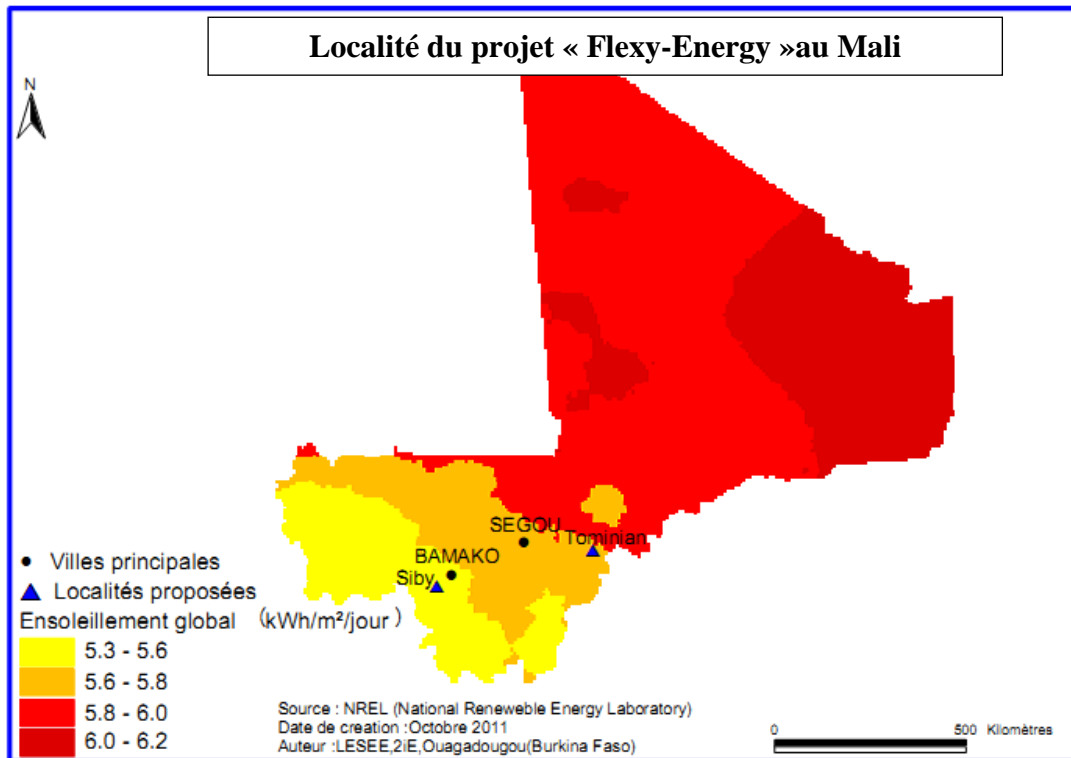 Localité du projet « Flexy-Energy »au Mali
N
SEGOU
Tominian
BAMAKO
Siby
Villes principales
Localités proposées
Ensoleillement global (kWh/m²/jour )
5.3 - 5.6
5.6 - 5.8
5.8 - 6.0
6.0 - 6.2
Source : NREL (National Reneweble Energy Laboratory)
Date de creation :Octobre 2011
Auteur :LESEE,2iE,Ouagadougou(Burkina Faso)
0 500 Kilomètres